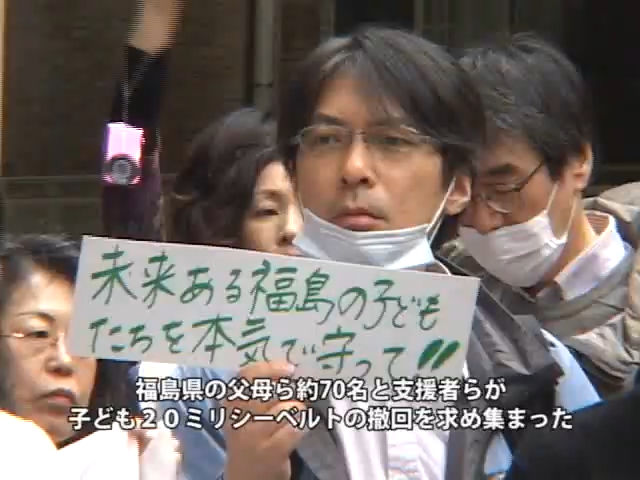 未来ある福島の子ども
たちを本気で守って!!
福島県の父母ら約70名と支援者らが
子ども２０ミリシーベルトの撤回を求め集まった